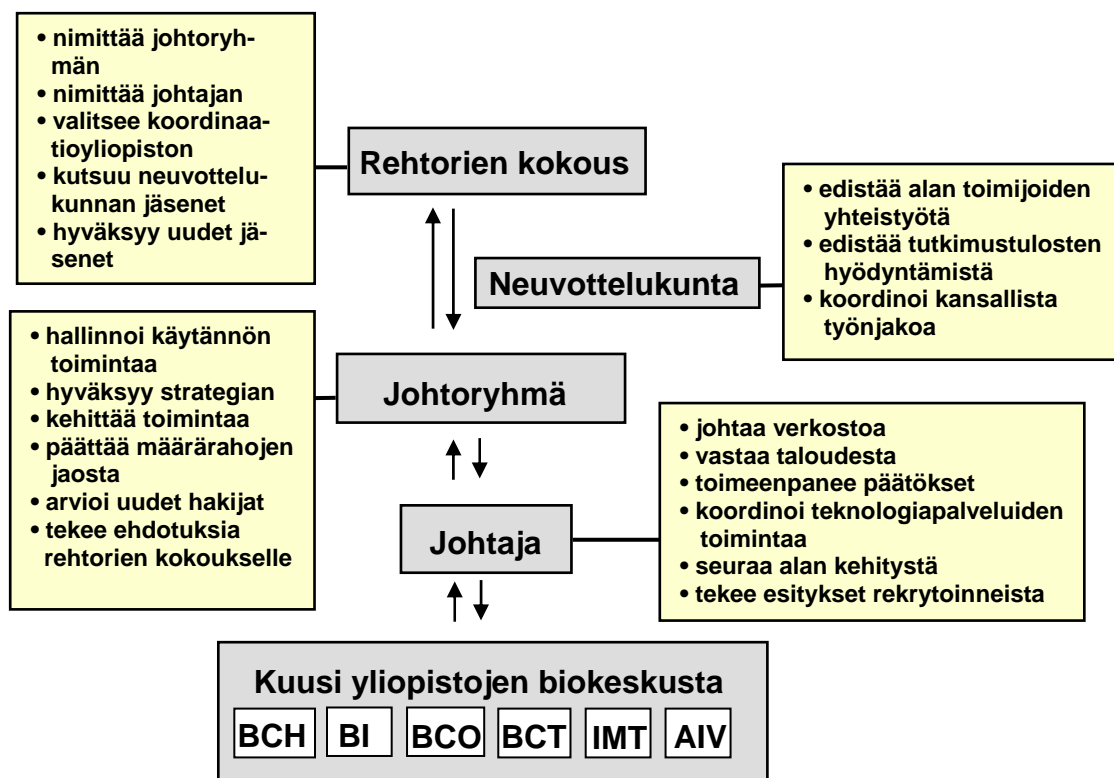 • nimittää johtoryh-
män
• nimittää johtajan
• valitsee koordinaa-
tioyliopiston
• kutsuu neuvottelu-
kunnan jäsenet
• hyväksyy uudet jä-
senet
Rehtorien kokous
• edistää alan toimijoiden
yhteistyötä
• edistää tutkimustulosten
hyödyntämistä
• koordinoi kansallista
työnjakoa
Neuvottelukunta
• hallinnoi käytännön
toimintaa
• hyväksyy strategian
• kehittää toimintaa
• päättää määrärahojen
jaosta
• arvioi uudet hakijat
• tekee ehdotuksia
rehtorien kokoukselle
Johtoryhmä
• johtaa verkostoa
• vastaa taloudesta
• toimeenpanee päätökset
• koordinoi teknologiapalveluiden
toimintaa
• seuraa alan kehitystä
• tekee esitykset rekrytoinneista
Johtaja
Kuusi yliopistojen biokeskusta
BCH BI BCO BCT IMT AIV